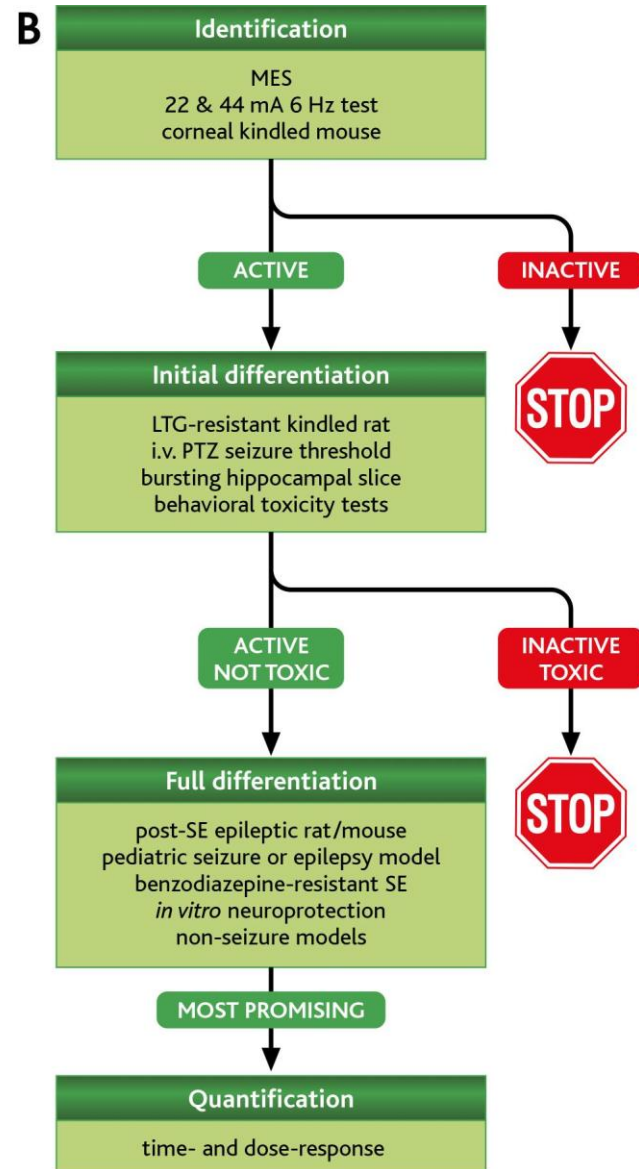 B
Identification
MES
22 & 44 mA 6 Hz test
corneal kindled mouse
ACTIVE
INACTIVE
STOP
Initial differentiation
LTG-resistant kindled rat
i.v. PTZ seizure threshold
bursting hippocampal slice
behavioral toxicity tests
ACTIVE
NOT TOXIC
INACTIVE
TOXIC
STOP
Full differentiation
post-SE epileptic rat/mouse
pediatric seizure or epilepsy model
benzodiazepine-resistant SE
in vitro neuroprotection
non-seizure models
MOST PROMISING
Quantification
time- and dose-response